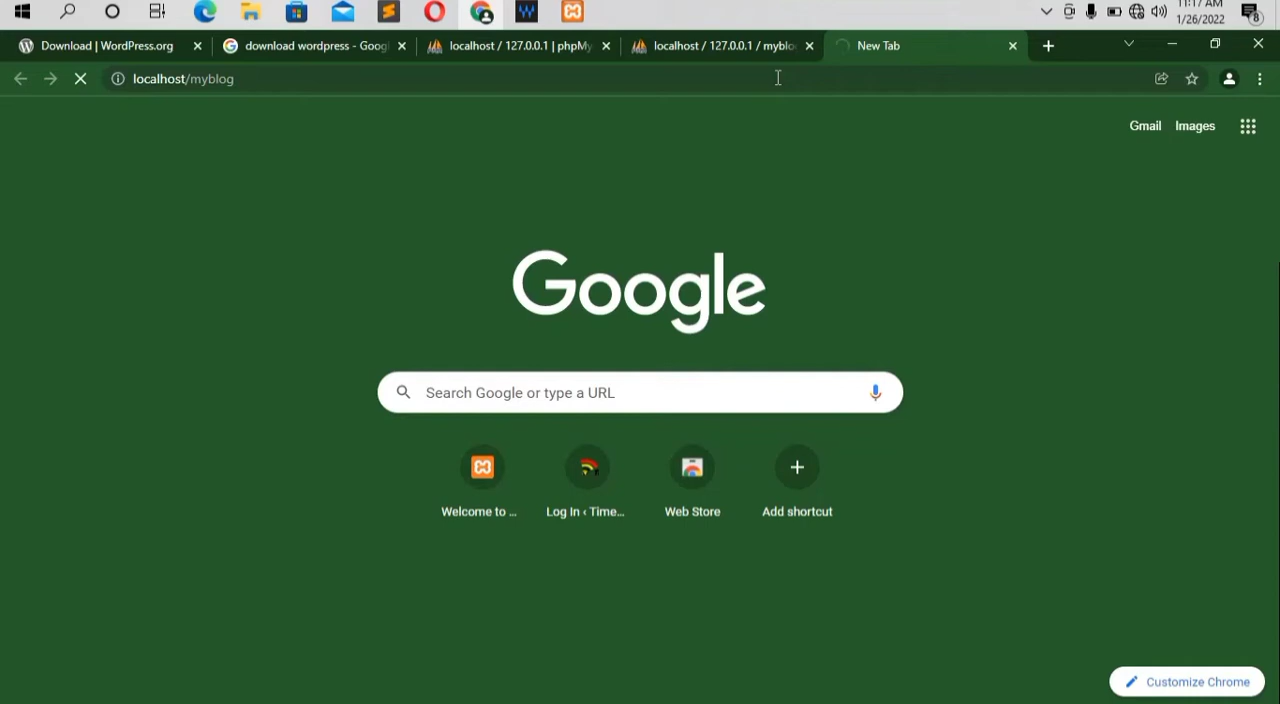 11:17 AM
1/26/2022
8
Download | WordPress.org
download wordpress - Goog
localhost / 127.0.0.1 | phpMy
localhost / 127.0.0.1 / myblo
New Tab
localhost/myblog
Gmail
Images
Google
Search Google or type a URL
Welcome to ...
Log In ‹ Time...
Web Store
Add shortcut
Customize Chrome